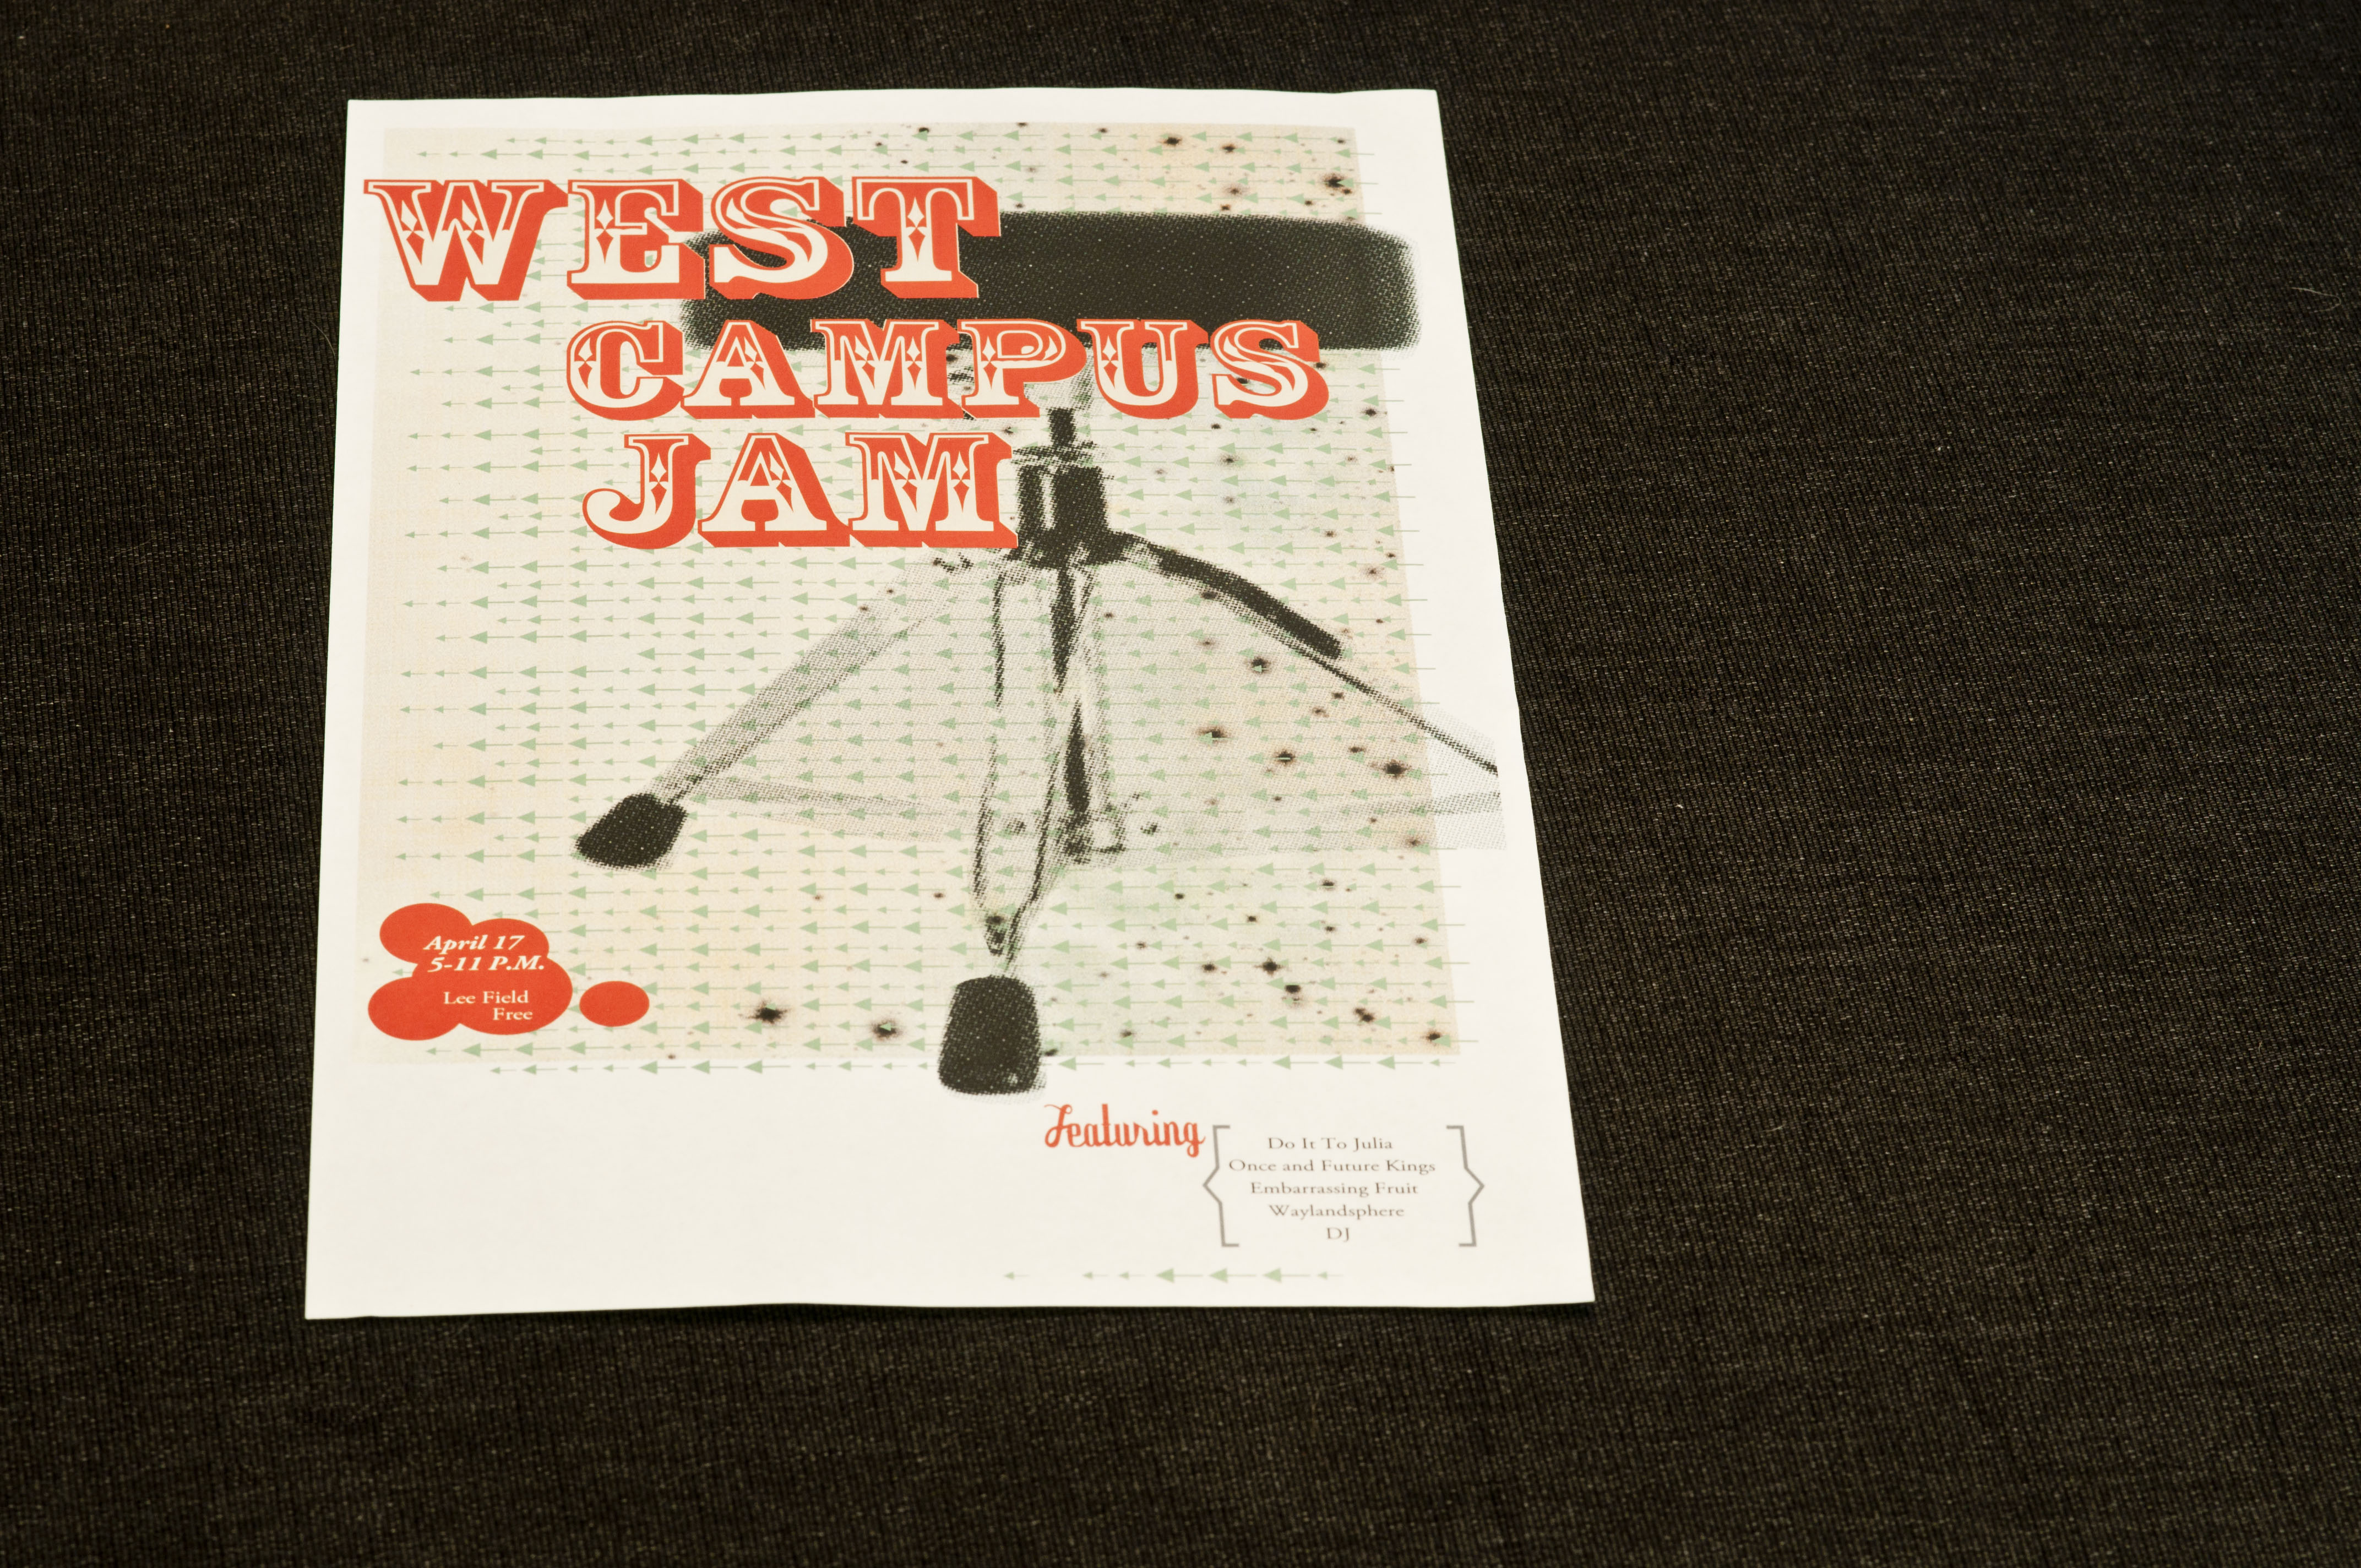 WEST
CAMPUS
JAM
April 17
5-11 P.M.
Lee Field
Free
Featuring
Do It To Julia
Once and Future Kings
Embarrassing Fruit
Waylandsphere
DJ